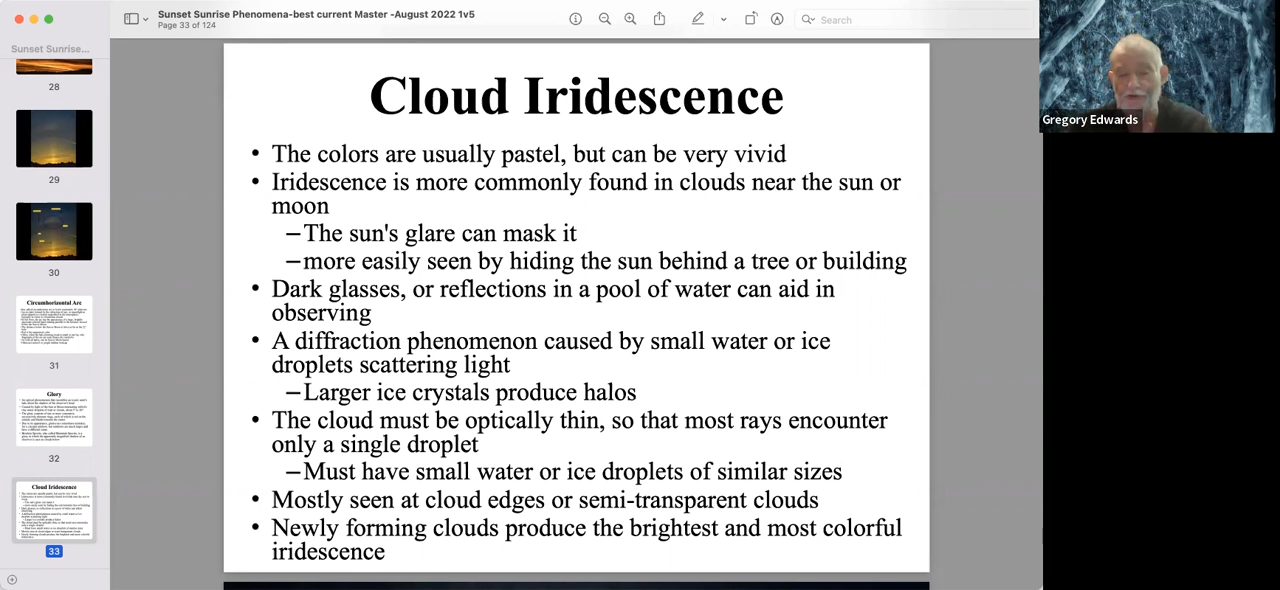 Sunset Sunrise Phenomena-best current Master -August 2022 1v5
Page 33 of 124
Search
Sunset Sunrise...
28
29
30
Circumhorizontal Arc
31
Glory
32
Cloud Iridescence
33
Cloud Iridescence
• The colors are usually pastel, but can be very vivid
• Iridescence is more commonly found in clouds near the sun or
moon
–The sun's glare can mask it
–more easily seen by hiding the sun behind a tree or building
• Dark glasses, or reflections in a pool of water can aid in
observing
• A diffraction phenomenon caused by small water or ice
droplets scattering light
–Larger ice crystals produce halos
• The cloud must be optically thin, so that most rays encounter
only a single droplet
–Must have small water or ice droplets of similar sizes
• Mostly seen at cloud edges or semi-transparent clouds
• Newly forming clouds produce the brightest and most colorful
iridescence
Gregory Edwards